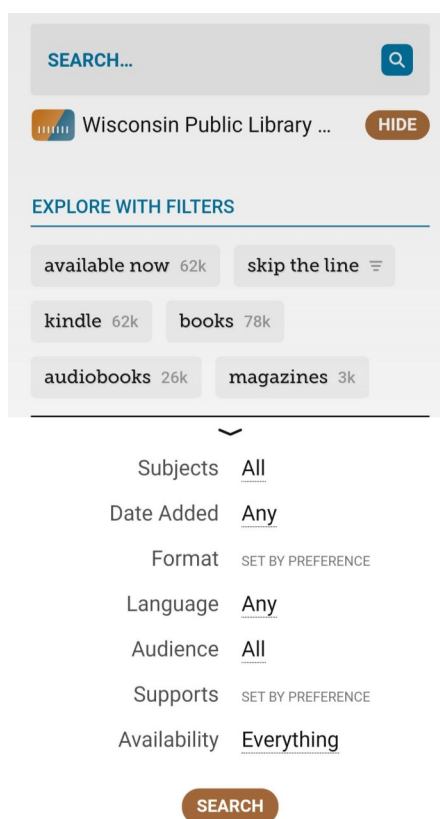 SEARCH...
Wisconsin Public Library ... HIDE
EXPLORE WITH FILTERS
available now 62k skip the line
kindle 62k books 78k
audiobooks 26k magazines 3k
Subjects All
Date Added Any
Format SET BY PREFERENCE
Language Any
Audience All
Supports SET BY PREFERENCE
Availability Everything
SEARCH